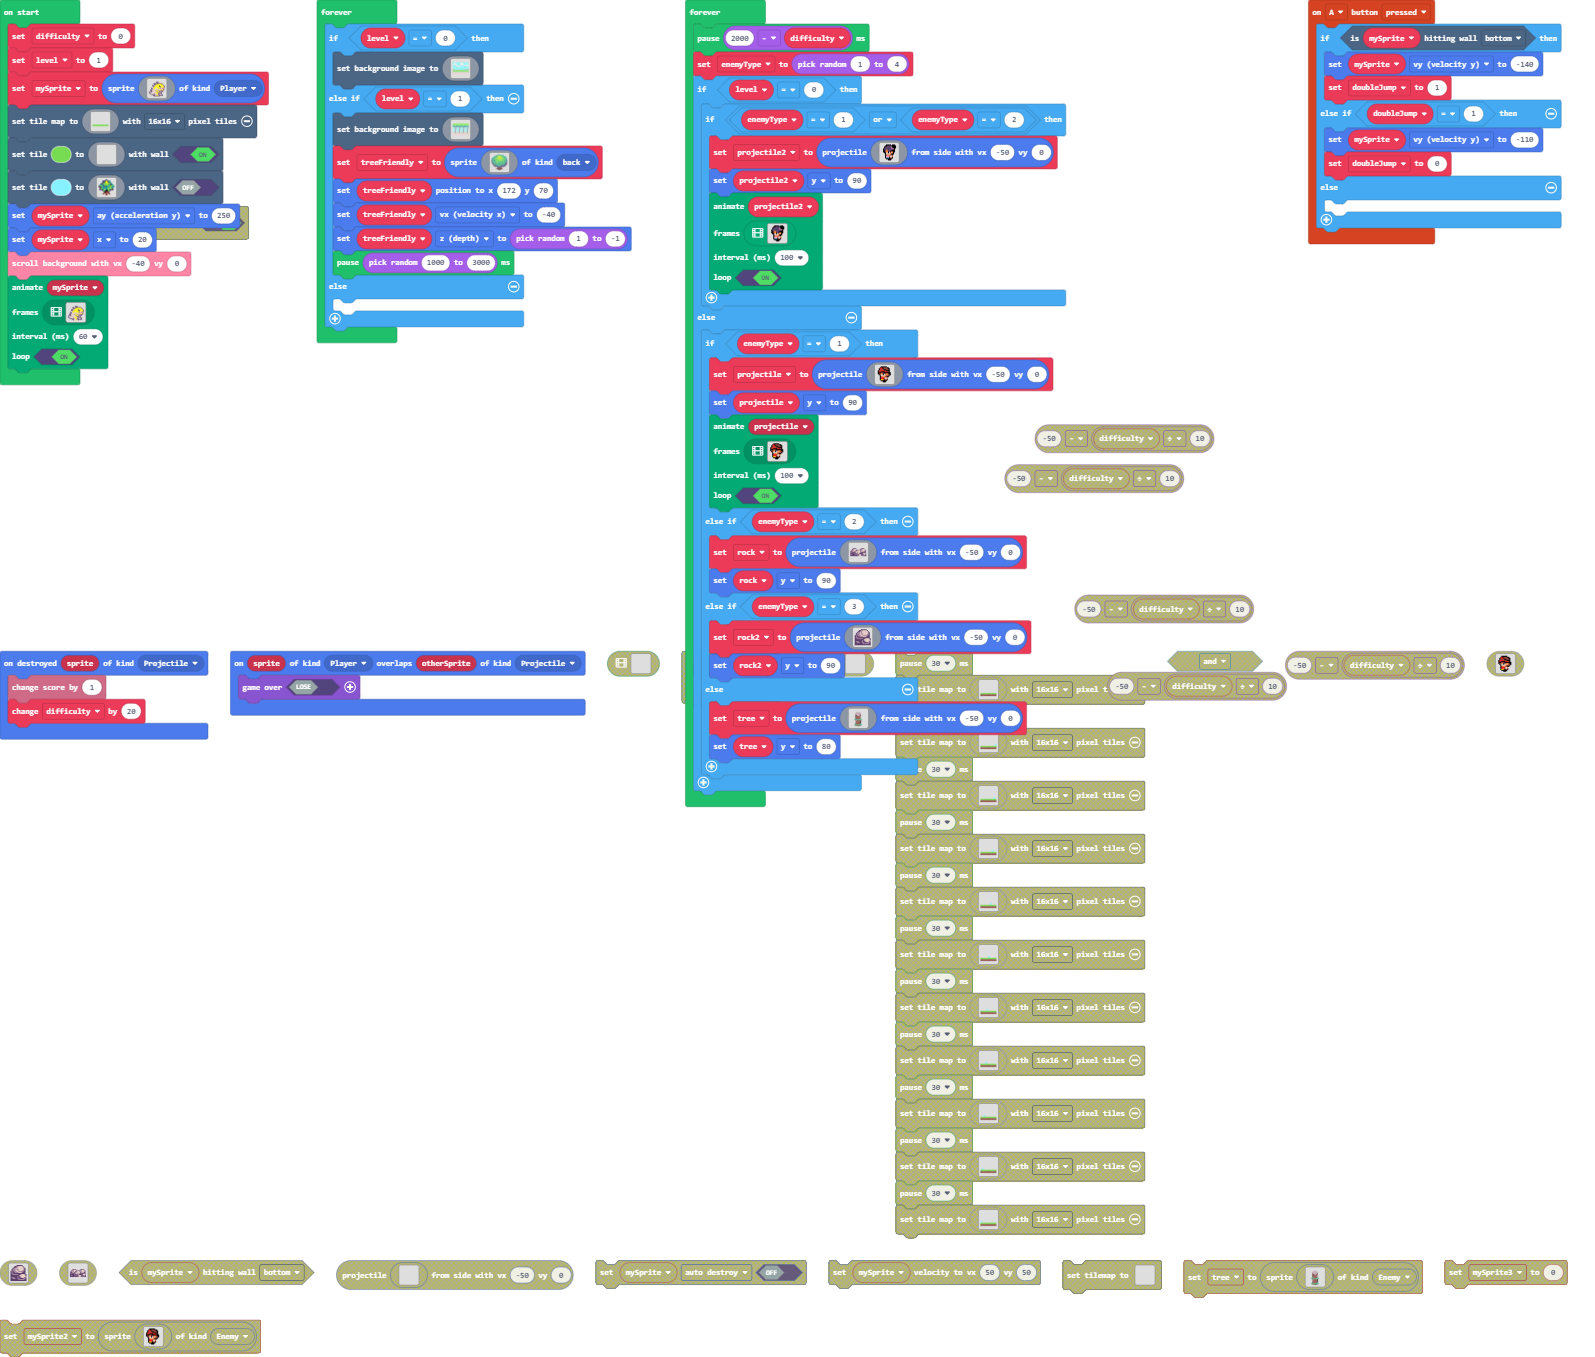 on start
set difficulty to 0
set level to 1
set mySprite to sprite of kind Player
set tile map to with 16x16 pixel tiles
set tile to with wall ON
set tile to with wall OFF
set mySprite ay (acceleration y) to 250
set mySprite x to 20
scroll background with vx -40 vy 0
animate mySprite
frames
interval (ms) 60
loop ON
forever
if level = 0 then
set background image to
else if level = 1 then
set background image to
set treeFriendly to sprite of kind back
set treeFriendly position to x 172 y 70
set treeFriendly vx (velocity x) to -40
set treeFriendly z (depth) to pick random 1 to -1
pause pick random 1000 to 3000 ms
else
forever
pause 2000 - difficulty ms
set enemyType to pick random 1 to 4
if level = 0 then
if enemyType = 1 or enemyType = 2 then
set projectile2 to projectile from side with vx -50 vy 0
set projectile2 y to 90
animate projectile2
frames
interval (ms) 100
loop ON
else
if enemyType = 1 then
set projectile to projectile from side with vx -50 vy 0
set projectile y to 90
animate projectile
frames
interval (ms) 100
loop ON
else if enemyType = 2 then
set rock to projectile from side with vx -50 vy 0
set rock y to 90
else if enemyType = 3 then
set rock2 to projectile from side with vx -50 vy 0
set rock2 y to 90
else
set tree to projectile from side with vx -50 vy 0
set tree y to 80
on A button pressed
if is mySprite hitting wall bottom then
set mySprite vy (velocity y) to -140
set doubleJump to 1
else if doubleJump = 1 then
set mySprite vy (velocity y) to -110
set doubleJump to 0
else
-50 - difficulty ÷ 10
-50 - difficulty ÷ 10
-50 - difficulty ÷ 10
and
-50 - difficulty ÷ 10
-50 - difficulty ÷ 10
on destroyed sprite of kind Projectile
change score by 1
change difficulty by 20
on sprite of kind Player overlaps otherSprite of kind Projectile
game over LOSE
pause 30 ms
tile map to with 16x16 pixel tiles
set tile map to with 16x16 pixel tiles
30 ms
set tile map to with 16x16 pixel tiles
pause 30 ms
set tile map to with 16x16 pixel tiles
pause 30 ms
set tile map to with 16x16 pixel tiles
pause 30 ms
set tile map to with 16x16 pixel tiles
pause 30 ms
set tile map to with 16x16 pixel tiles
pause 30 ms
set tile map to with 16x16 pixel tiles
pause 30 ms
set tile map to with 16x16 pixel tiles
pause 30 ms
set tile map to with 16x16 pixel tiles
pause 30 ms
set tile map to with 16x16 pixel tiles
is mySprite hitting wall bottom
projectile from side with vx -50 vy 0
set mySprite auto destroy OFF
set mySprite velocity to vx 50 vy 50
set tilemap to
set tree to sprite of kind Enemy
set mySprite3 to 0
set mySprite2 to sprite of kind Enemy